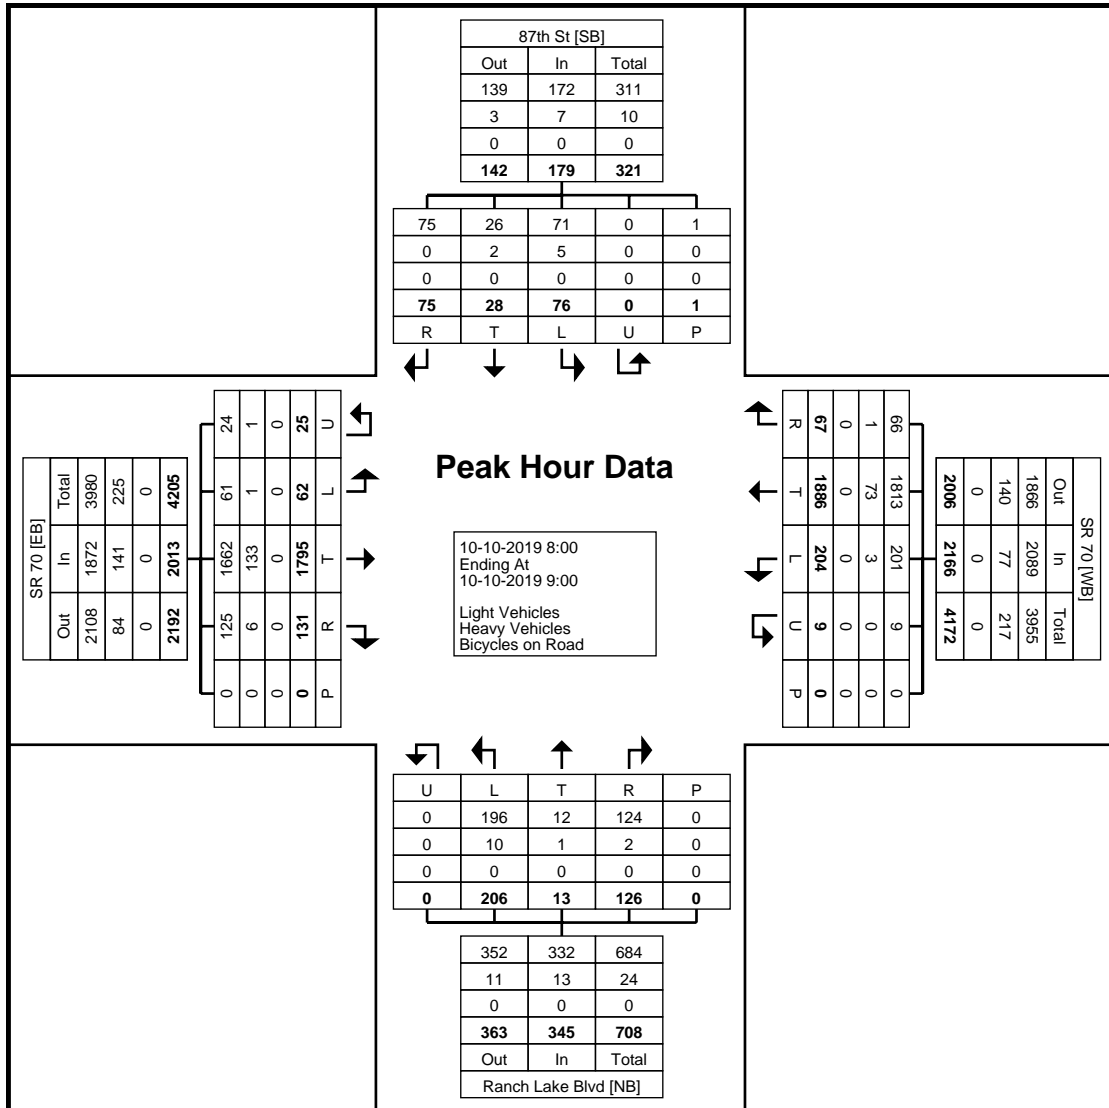 87th St [SB]
Out In Total
139 172 311
3 7 10
0 0 0
142 179 321
75 26 71 0 1
0 2 5 0 0
0 0 0 0 0
75 28 76 0 1
R T L U P
SR 70 [EB]
Total In Out
3980 1872 2108
225 141 84
0 0 0
4205 2013 2192
24 61 1662 125 0
1 1 133 6 0
0 0 0 0 0
25 62 1795 131 0
U L T R P
Peak Hour Data
10-10-2019 8:00
Ending At
10-10-2019 9:00
Light Vehicles
Heavy Vehicles
Bicycles on Road
R T L U P
67 1886 204 9 0
0 0 0 0 0
1 73 3 0 0
66 1813 201 9 0
2006 2166 4172
0 0 0
140 77 217
1866 2089 3955
Out In Total
SR 70 [WB]
U L T R P
0 196 12 124 0
0 10 1 2 0
0 0 0 0 0
0 206 13 126 0
352 332 684
11 13 24
0 0 0
363 345 708
Out In Total
Ranch Lake Blvd [NB]